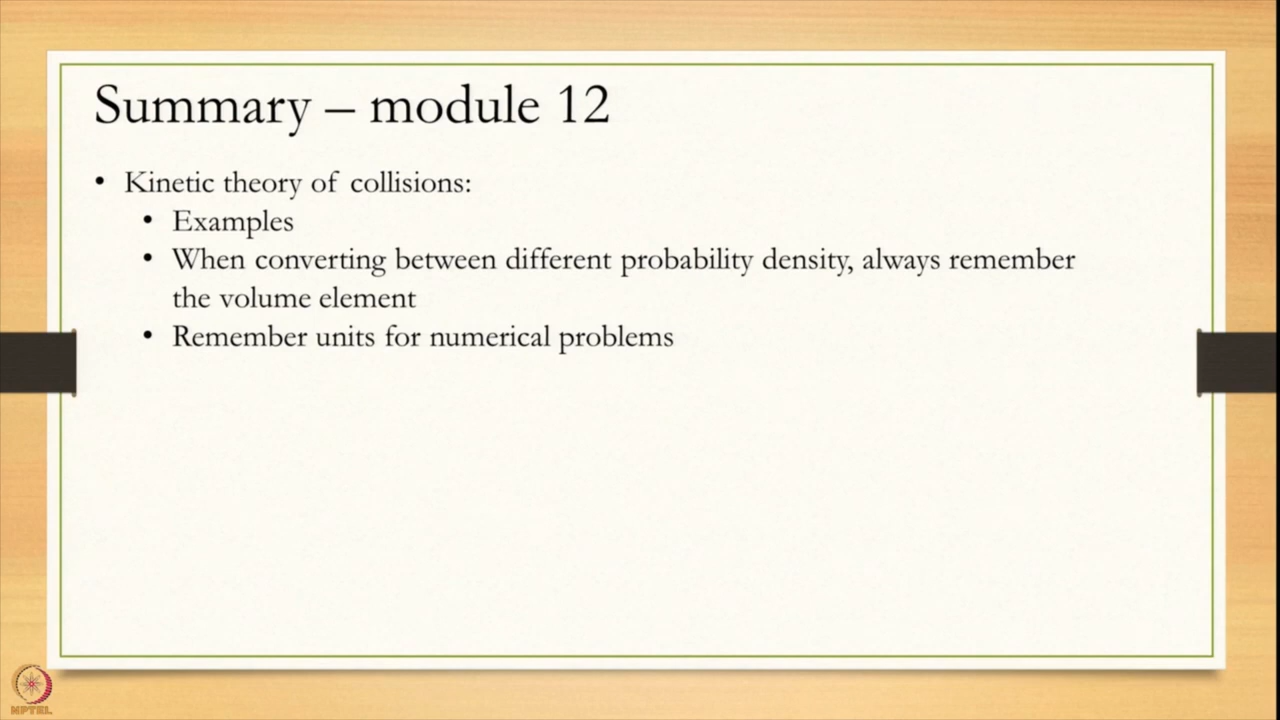 Summary – module 12
• Kinetic theory of collisions:
• Examples
• When converting between different probability density, always remember
the volume element
• Remember units for numerical problems
NPTEL